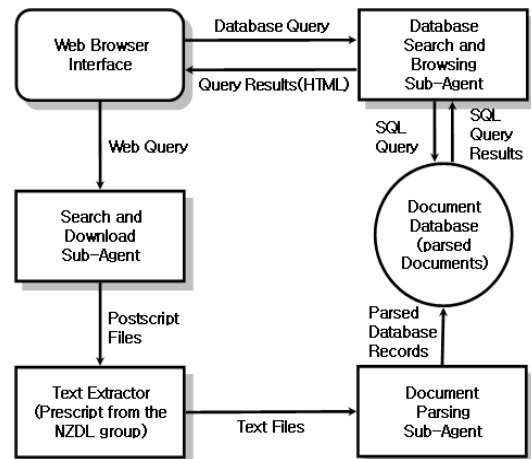 Web Browser
Interface
Database Query
Query Results(HTML)
Database
Search and
Browsing
Sub-Agent
Web Query
SQL
Query
SQL
Query
Results
Search and
Download
Sub-Agent
Document
Database
(parsed
Documents)
Postscript
Files
Parsed
Database
Records
Text Extractor
(Prescript from the
NZDL group)
Text Files
Document
Parsing
Sub-Agent